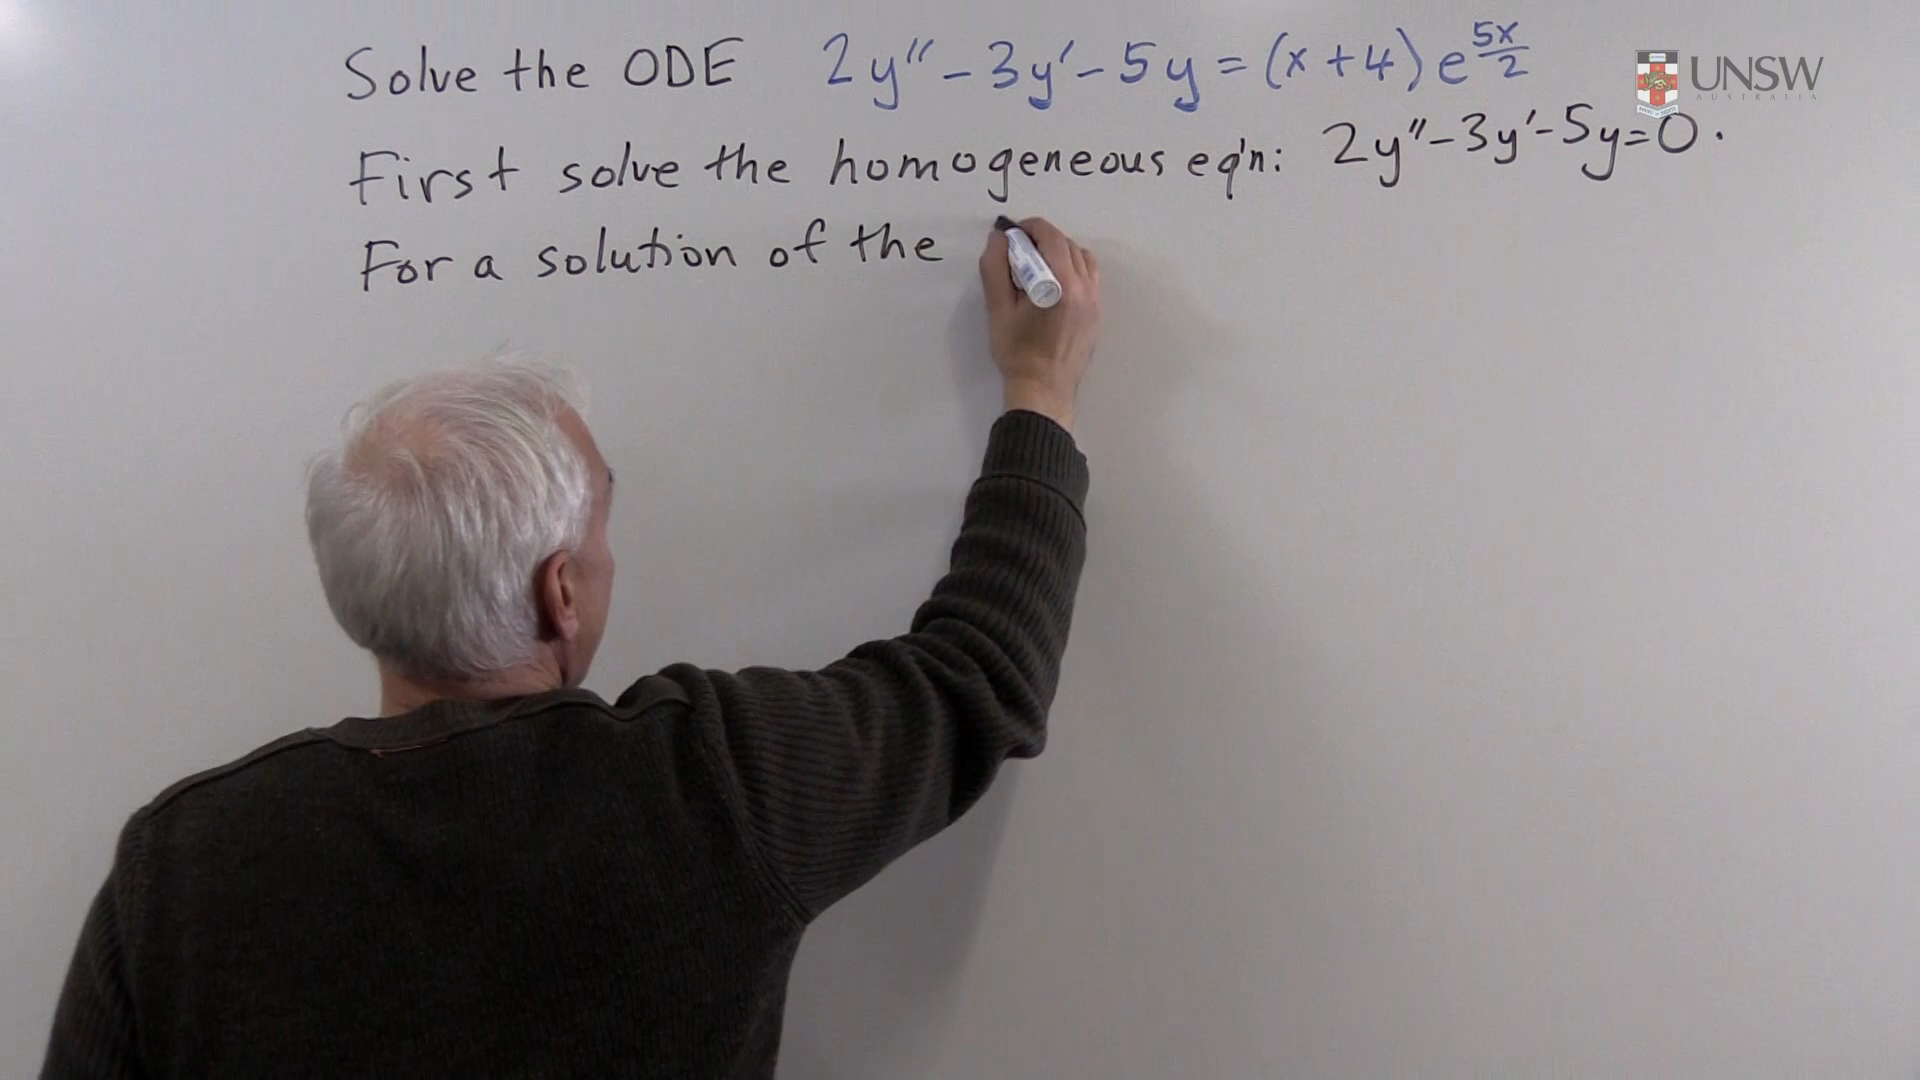 Solve the ODE 2y'' - 3y' - 5y = (x + 4) e^(5x/2)
UNSW
AUSTRALIA
First solve the homogeneous eq'n: 2y'' - 3y' - 5y = 0.
For a solution of the